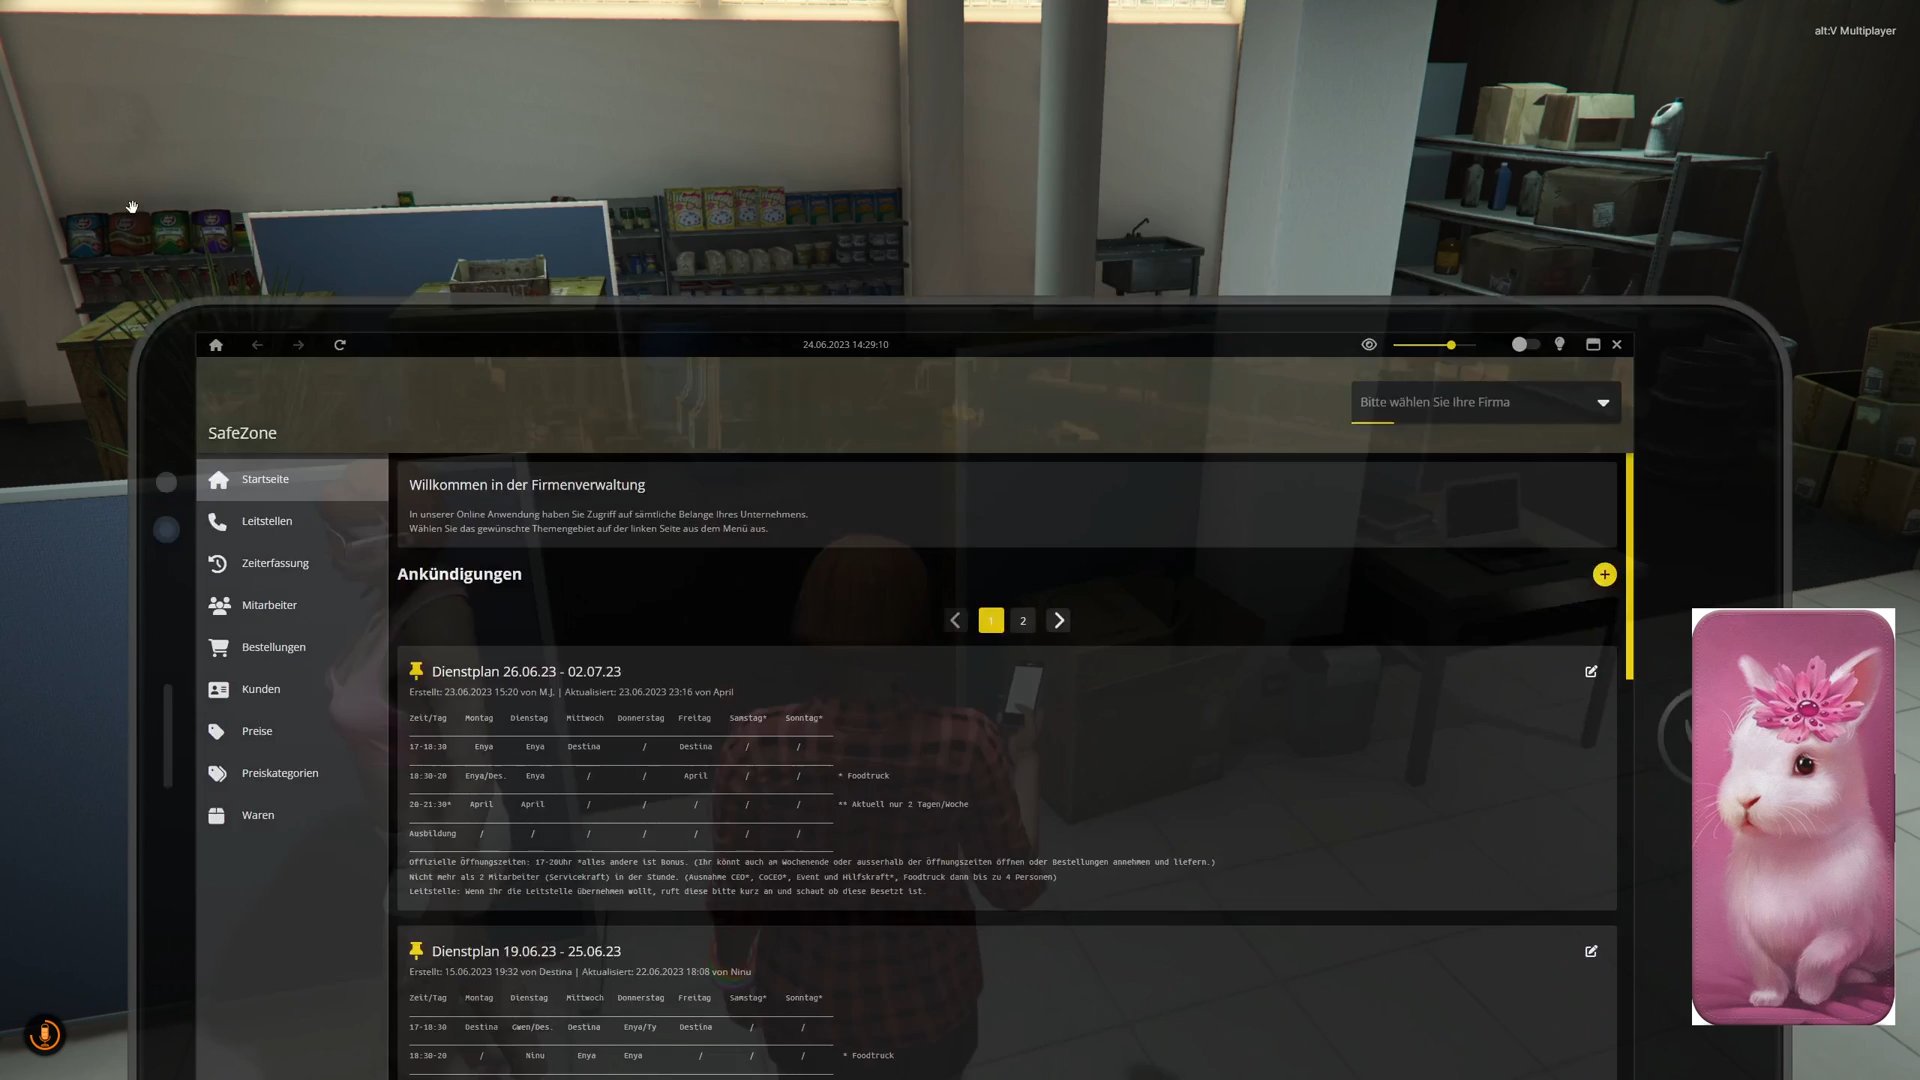 alt:V Multiplayer
24.06.2023 14:29:10
Bitte wählen Sie Ihre Firma
SafeZone
Startseite
Leitstellen
Zeiterfassung
Mitarbeiter
Bestellungen
Kunden
Preise
Preiskategorien
Waren
Willkommen in der Firmenverwaltung
In unserer Online Anwendung haben Sie Zugriff auf sämtliche Belange Ihres Unternehmens.
Wählen Sie das gewünschte Themengebiet auf der linken Seite aus dem Menü aus.
Ankündigungen
1 2
Dienstplan 26.06.23 - 02.07.23
Erstellt: 23.06.2023 15:20 von M.J. | Aktualisiert: 23.06.2023 23:16 von April
Zeit/Tag Montag Dienstag Mittwoch Donnerstag Freitag Samstag* Sonntag*
17-18:30 Enya Enya Destina / Destina / /
18:30-20 Enya/Des. Enya / / April / / * Foodtruck
20-21:30* April April / / / / / ** Aktuell nur 2 Tagen/Woche
Ausbildung / / / / / / /
Offizielle Öffnungszeiten: 17-20Uhr *alles andere ist Bonus. (Ihr könnt auch am Wochenende oder ausserhalb der Öffnungszeiten öffnen oder Bestellungen annehmen und liefern.)
Nicht mehr als 2 Mitarbeiter (Servicekraft) in der Stunde. (Ausnahme CEO*, CoCEO*, Event und Hilfskraft*, Foodtruck dann bis zu 4 Personen)
Leitstelle: Wenn Ihr die Leitstelle übernehmen wollt, ruft diese bitte kurz an und schaut ob diese Besetzt ist.
Dienstplan 19.06.23 - 25.06.23
Erstellt: 15.06.2023 19:32 von Destina | Aktualisiert: 22.06.2023 18:08 von Ninu
Zeit/Tag Montag Dienstag Mittwoch Donnerstag Freitag Samstag* Sonntag*
17-18:30 Destina Gwen/Des. Destina Enya/Ty Destina / /
18:30-20 / Ninu Enya Enya / / / * Foodtruck